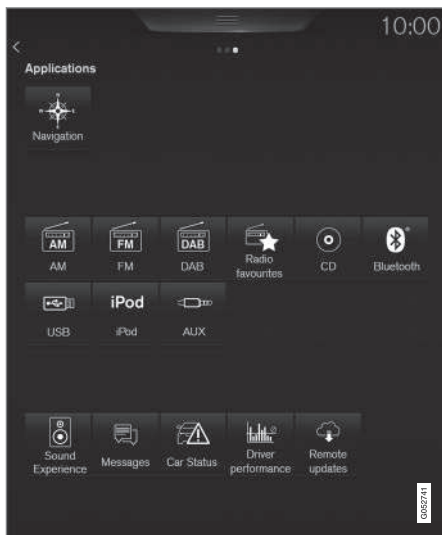 10:00
Applications
Navigation
AM
FM
DAB
AM
FM
DAB
Radio
favourites
CD
Bluetooth
iPod
USB
iPod
AUX
Sound
Experience
Messages
Car Status
Driver
performance
Remote
updates
G052741